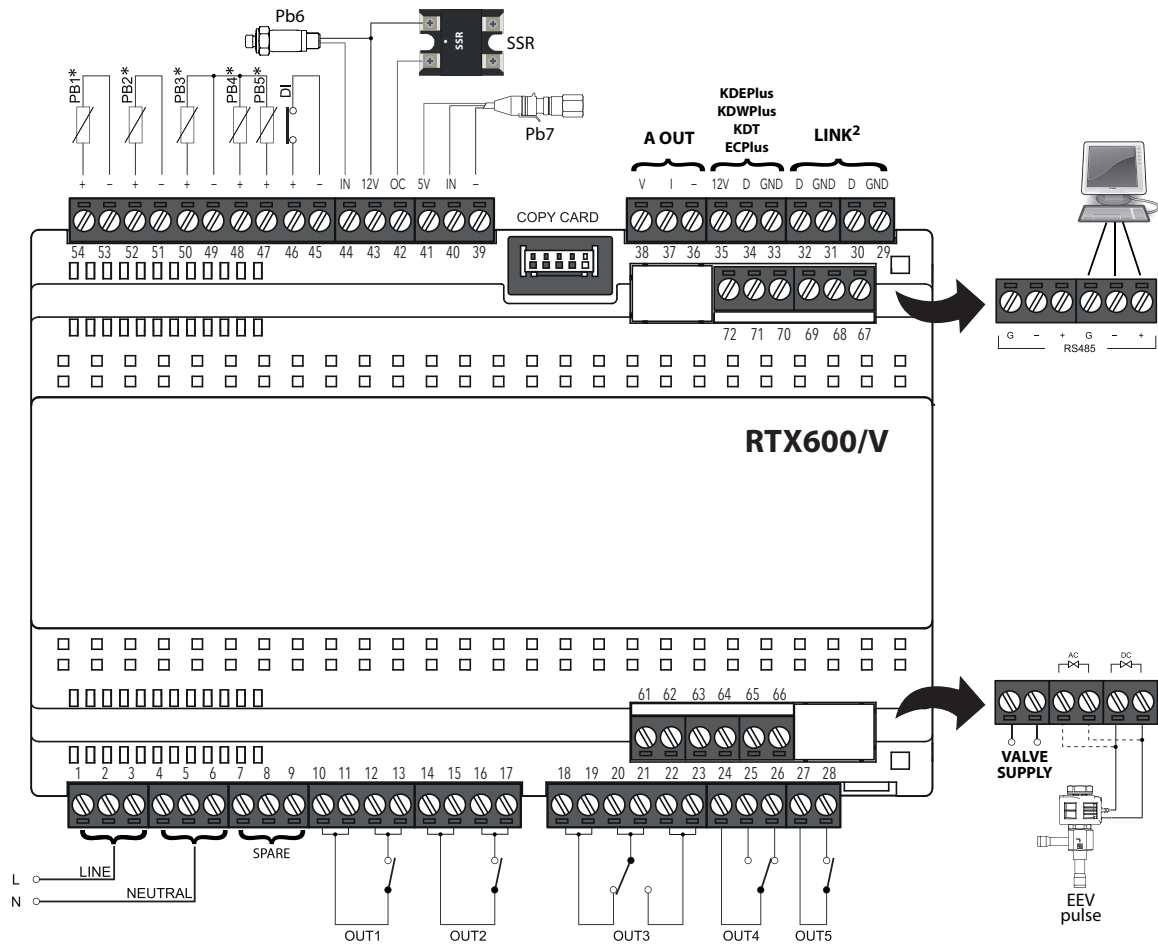 Pb6
SSR
SSR
Pb7
PB1* PB2* PB3* PB4* PB5* DI
KDEPlus
KDWPlus
KDT
ECPlus
A OUT
LINK²
+ − + − + − + + + − IN 12V OC 5V IN −
V I − 12V D GND D GND D GND
COPY CARD
54 53 52 51 50 49 48 47 46 45 44 43 42 41 40 39
38 37 36 35 34 33 32 31 30 29
72 71 70 69 68 67
G − + G − +
RS485
RTX600/V
61 62 63 64 65 66
AC DC
VALVE
SUPPLY
1 2 3 4 5 6 7 8 9 10 11 12 13 14 15 16 17
18 19 20 21 22 23 24 25 26 27 28
SPARE
L LINE
N NEUTRAL
OUT1 OUT2 OUT3 OUT4 OUT5
EEV
pulse